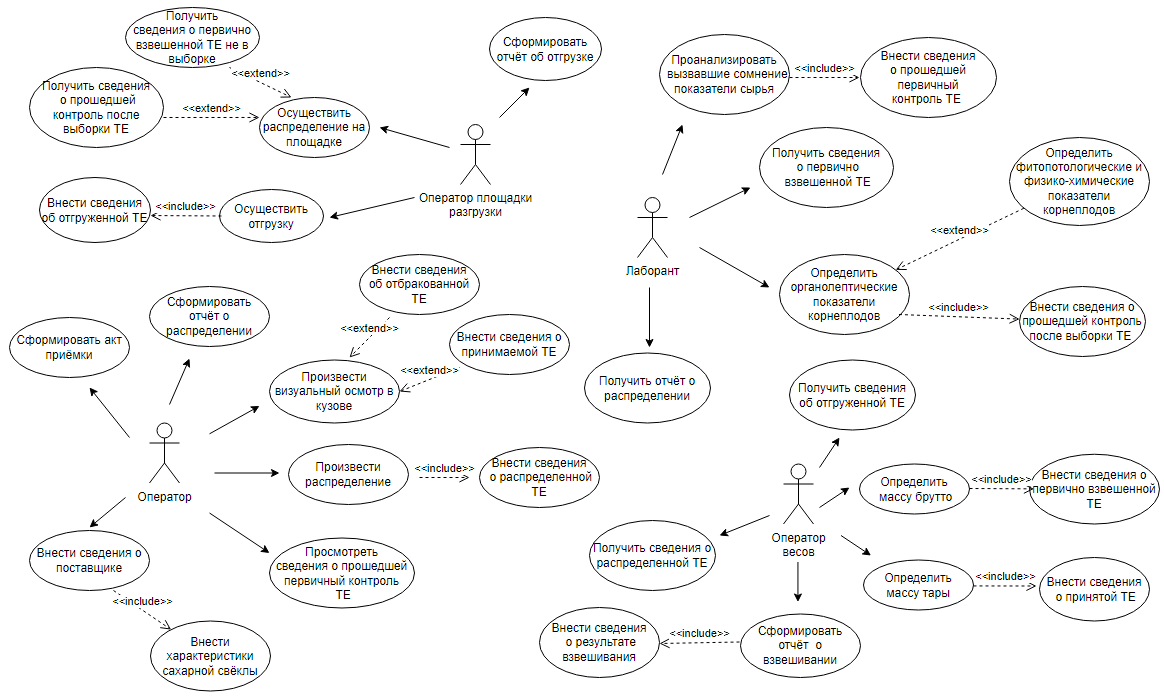 Получить
сведения о первично
взвешенной ТЕ не в
выборке
<<extend>>
Получить сведения
о прошедшей
контроль после
выборки ТЕ
<<extend>>
Осуществить
распределение на
площадке
Сформировать
отчёт об отгрузке
Оператор площадки
разгрузки
Внести сведения
об отгруженной ТЕ
<<include>>
Осуществить
отгрузку
Проанализировать
вызвавшие сомнение
показатели сырья
<<include>>
Внести сведения
о прошедшей
первичный
контроль ТЕ
Получить сведения
о первично
взвешенной ТЕ
Определить
фитопотологические и
физико-химические
показатели
корнеплодов
<<extend>>
Лаборант
Определить
органолептические
показатели
корнеплодов
<<include>>
Внести сведения о
прошедшей контроль
после выборки ТЕ
Получить отчёт о
распределении
Сформировать акт
приёмки
Сформировать
отчёт о
распределении
Внести сведения
об отбракованной
ТЕ
<<extend>>
Внести сведения о
принимаемой ТЕ
<<extend>>
Произвести
визуальный осмотр в
кузове
Оператор
Произвести
распределение
<<include>>
Внести сведения
о распределенной
ТЕ
Внести сведения о
поставщике
<<include>>
Внести
характеристики
сахарной свёклы
Просмотреть
сведения о прошедшей
первичный контроль
ТЕ
Получить сведения
об отгруженной ТЕ
Определить
массу брутто
<<include>>
Внести сведения о
первично взвешенной
ТЕ
Оператор
весов
Получить сведения о
распределенной ТЕ
Определить
массу тары
<<include>>
Внести сведения
о принятой ТЕ
Внести сведения
о результате
взвешивания
<<include>>
Сформировать
отчёт о
взвешивании